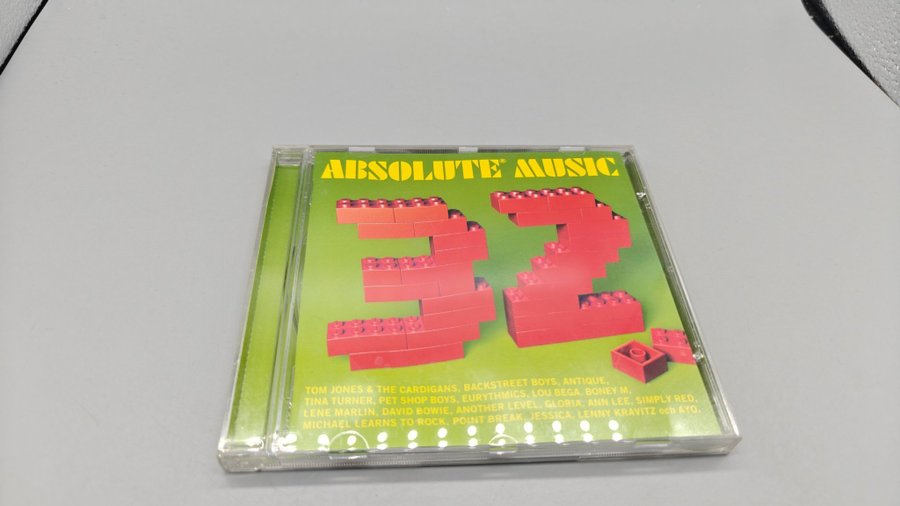 ABSOLUTE® MUSIC
32
TOM JONES & THE CARDIGANS, BACKSTREET BOYS, ANTIQUE,
TINA TURNER, PET SHOP BOYS, EURYTHMICS, LOU BEGA, BONEY M,
LENE MARLIN, DAVID BOWIE, ANOTHER LEVEL, GLORIA, ANN LEE, SIMPLY RED,
MICHAEL LEARNS TO ROCK, POINT BREAK, JESSICA, LENNY KRAVITZ och AYO.